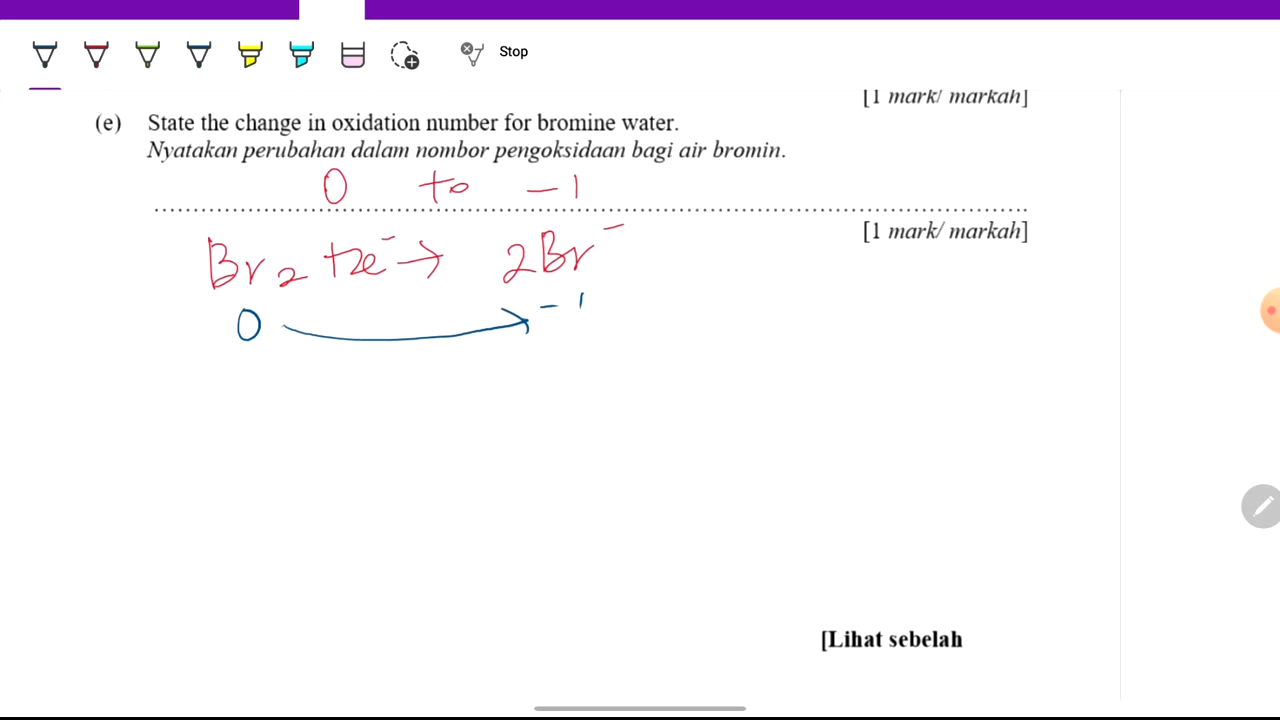 Stop
[1 mark/ markah]
(e) State the change in oxidation number for bromine water.
Nyatakan perubahan dalam nombor pengoksidaan bagi air bromin.
0 to -1
[1 mark/ markah]
Br₂ +2e⁻ → 2Br⁻
0 → -1
[Lihat sebelah